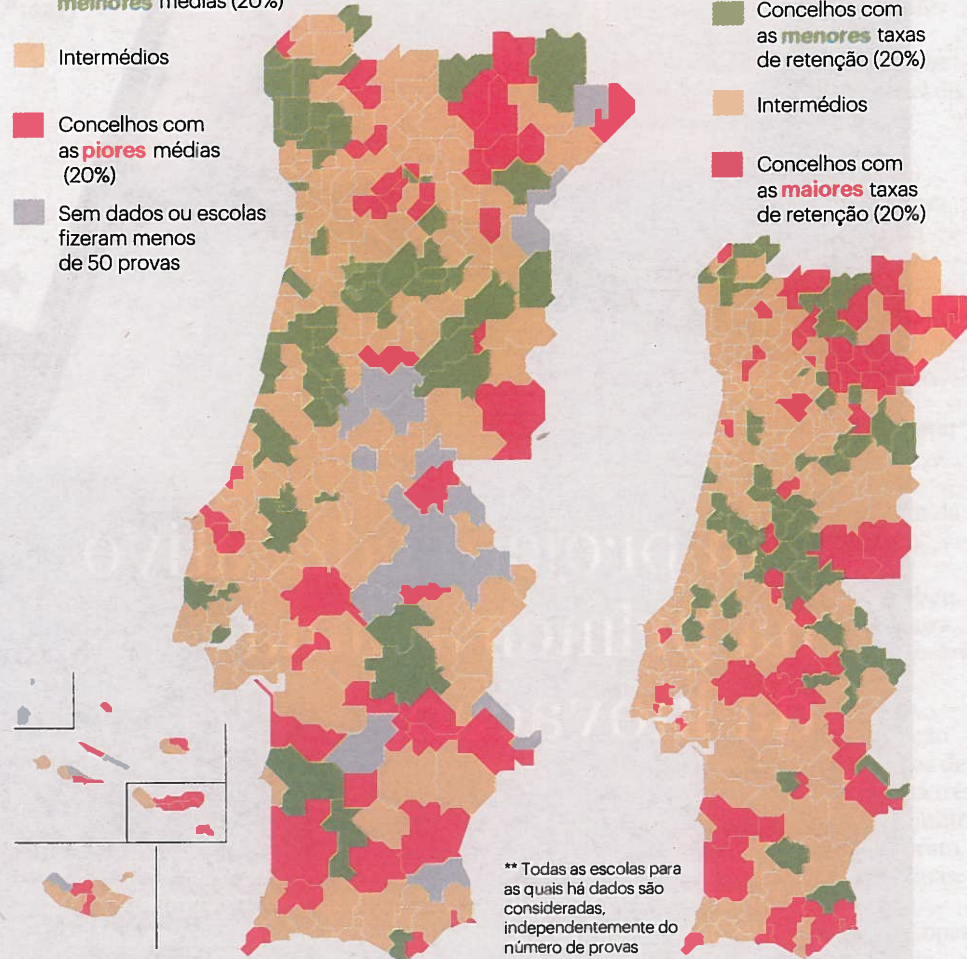 melhores médias (20%)
Intermédios
Concelhos com
as piores médias
(20%)
Sem dados ou escolas
fizeram menos
de 50 provas
Concelhos com
as menores taxas
de retenção (20%)
Intermédios
Concelhos com
as maiores taxas
de retenção (20%)
** Todas as escolas para
as quais há dados são
consideradas,
independentemente do
número de provas